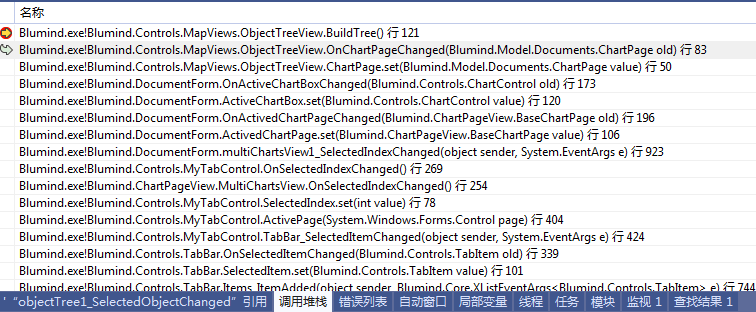 名称
Blumind.exe!Blumind.Controls.MapViews.ObjectTreeView.BuildTree() 行 121
Blumind.exe!Blumind.Controls.MapViews.ObjectTreeView.OnChartPageChanged(Blumind.Model.Documents.ChartPage old) 行 83
Blumind.exe!Blumind.Controls.MapViews.ObjectTreeView.ChartPage.set(Blumind.Model.Documents.ChartPage value) 行 50
Blumind.exe!Blumind.DocumentForm.OnActiveChartBoxChanged(Blumind.Controls.ChartControl old) 行 173
Blumind.exe!Blumind.DocumentForm.ActiveChartBox.set(Blumind.Controls.ChartControl value) 行 120
Blumind.exe!Blumind.DocumentForm.OnActivedChartPageChanged(Blumind.ChartPageView.BaseChartPage old) 行 196
Blumind.exe!Blumind.DocumentForm.ActivedChartPage.set(Blumind.ChartPageView.BaseChartPage value) 行 106
Blumind.exe!Blumind.DocumentForm.multiChartsView1_SelectedIndexChanged(object sender, System.EventArgs e) 行 923
Blumind.exe!Blumind.Controls.MyTabControl.OnSelectedIndexChanged() 行 269
Blumind.exe!Blumind.ChartPageView.MultiChartsView.OnSelectedIndexChanged() 行 254
Blumind.exe!Blumind.Controls.MyTabControl.SelectedIndex.set(int value) 行 78
Blumind.exe!Blumind.Controls.MyTabControl.ActivePage(System.Windows.Forms.Control page) 行 404
Blumind.exe!Blumind.Controls.MyTabControl.TabBar_SelectedItemChanged(object sender, System.EventArgs e) 行 424
Blumind.exe!Blumind.Controls.TabBar.OnSelectedItemChanged(Blumind.Controls.TabItem old) 行 339
Blumind.exe!Blumind.Controls.TabBar.SelectedItem.set(Blumind.Controls.TabItem value) 行 101
Blumind.exe!Blumind.Controls.TabBar.Items_ItemAdded(object sender, Blumind.Core.XListEventArgs<Blumind.Controls.TabItem> e) 行 744
' “objectTree1_SelectedObjectChanged” 引用 调用堆栈 错误列表 自动窗口 局部变量 线程 任务 模块 监视 1 查找结果 1